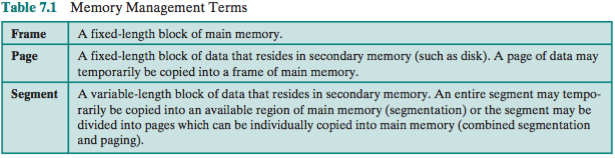 Table 7.1 Memory Management Terms
Frame A fixed-length block of main memory.
Page A fixed-length block of data that resides in secondary memory (such as disk). A page of data may
temporarily be copied into a frame of main memory.
Segment A variable-length block of data that resides in secondary memory. An entire segment may tempo-
rarily be copied into an available region of main memory (segmentation) or the segment may be
divided into pages which can be individually copied into main memory (combined segmentation
and paging).